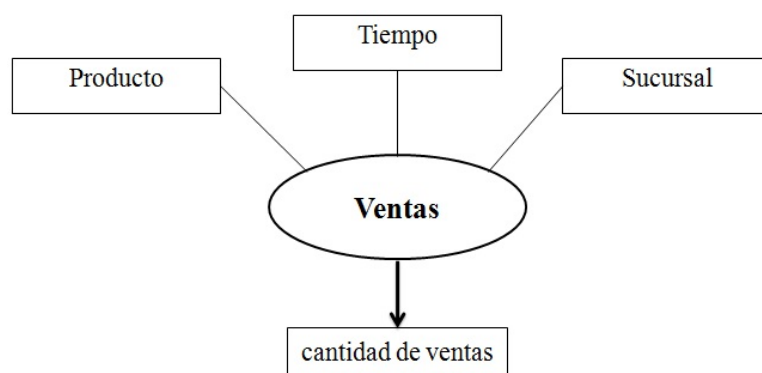 Tiempo
Producto
Sucursal
Ventas
cantidad de ventas